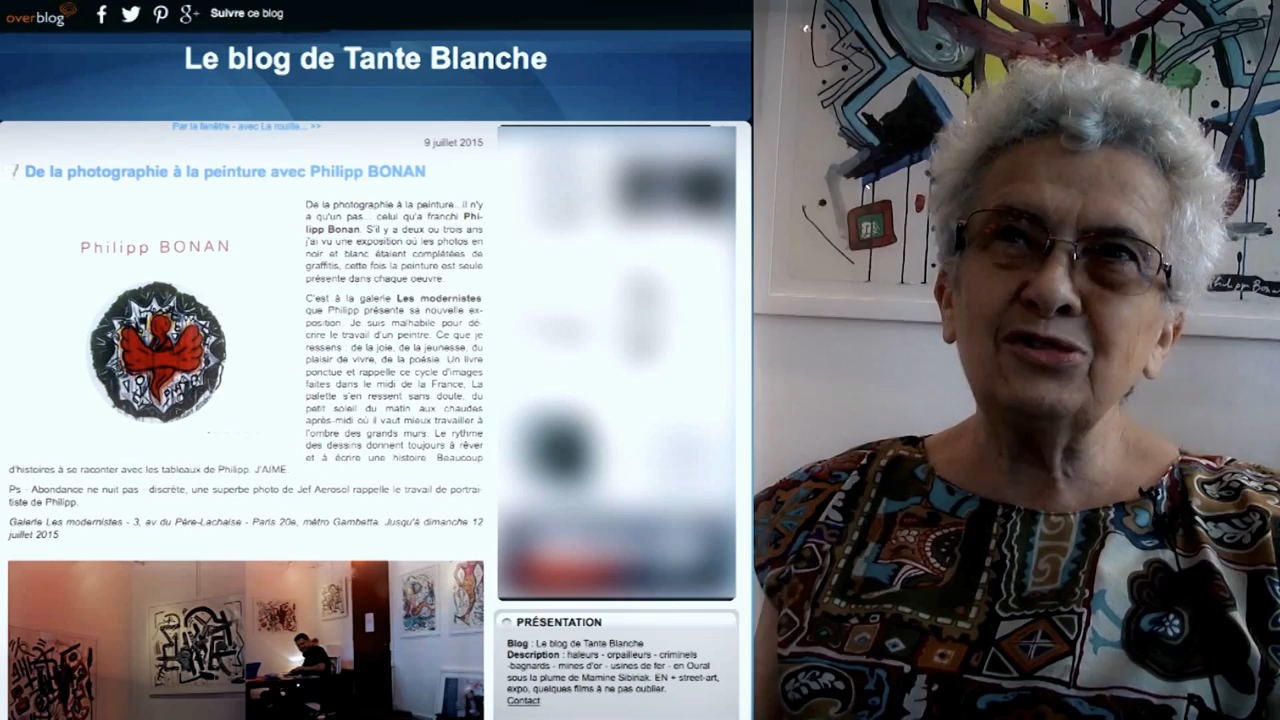 overblog
Suivre ce blog
Le blog de Tante Blanche
Par la fenêtre - avec La rouille... >>
9 juillet 2015
De la photographie à la peinture avec Philipp BONAN
Philipp BONAN
De la photographie à la peinture...il n'y
a qu'un pas... celui qu'a franchi Phi-
lipp Bonan. S'il y a deux ou trois ans
j'ai vu une exposition où les photos en
noir et blanc étaient complétées de
graffitis, cette fois la peinture est seule
présente dans chaque oeuvre.
C'est à la galerie Les modernistes
que Philipp présente sa nouvelle ex-
position. Je suis malhabile pour dé-
crire le travail d'un peintre. Ce que je
ressens : de la joie, de la jeunesse, du
plaisir de vivre, de la poésie. Un livre
ponctue et rappelle ce cycle d'images
faites dans le midi de la France, La
palette s'en ressent sans doute, du
petit soleil du matin aux chaudes
après-midi où il vaut mieux travailler à
l'ombre des grands murs. Le rythme
des dessins donnent toujours à rêver
et à écrire une histoire. Beaucoup
d'histoires à se raconter avec les tableaux de Philipp. J'AIME.
Ps - Abondance ne nuit pas - discrète, une superbe photo de Jef Aerosol rappelle le travail de portrai-
tiste de Philipp.
Galerie Les modernistes - 3, av du Père-Lachaise - Paris 20e, métro Gambetta. Jusqu'à dimanche 12
juillet 2015
PRÉSENTATION
Blog : Le blog de Tante Blanche
Description : haleurs - orpailleurs - criminels
-bagnards - mines d'or - usines de fer - en Oural
sous la plume de Mamine Sibiriak. EN + street-art,
expo, quelques films à ne pas oublier.
Contact